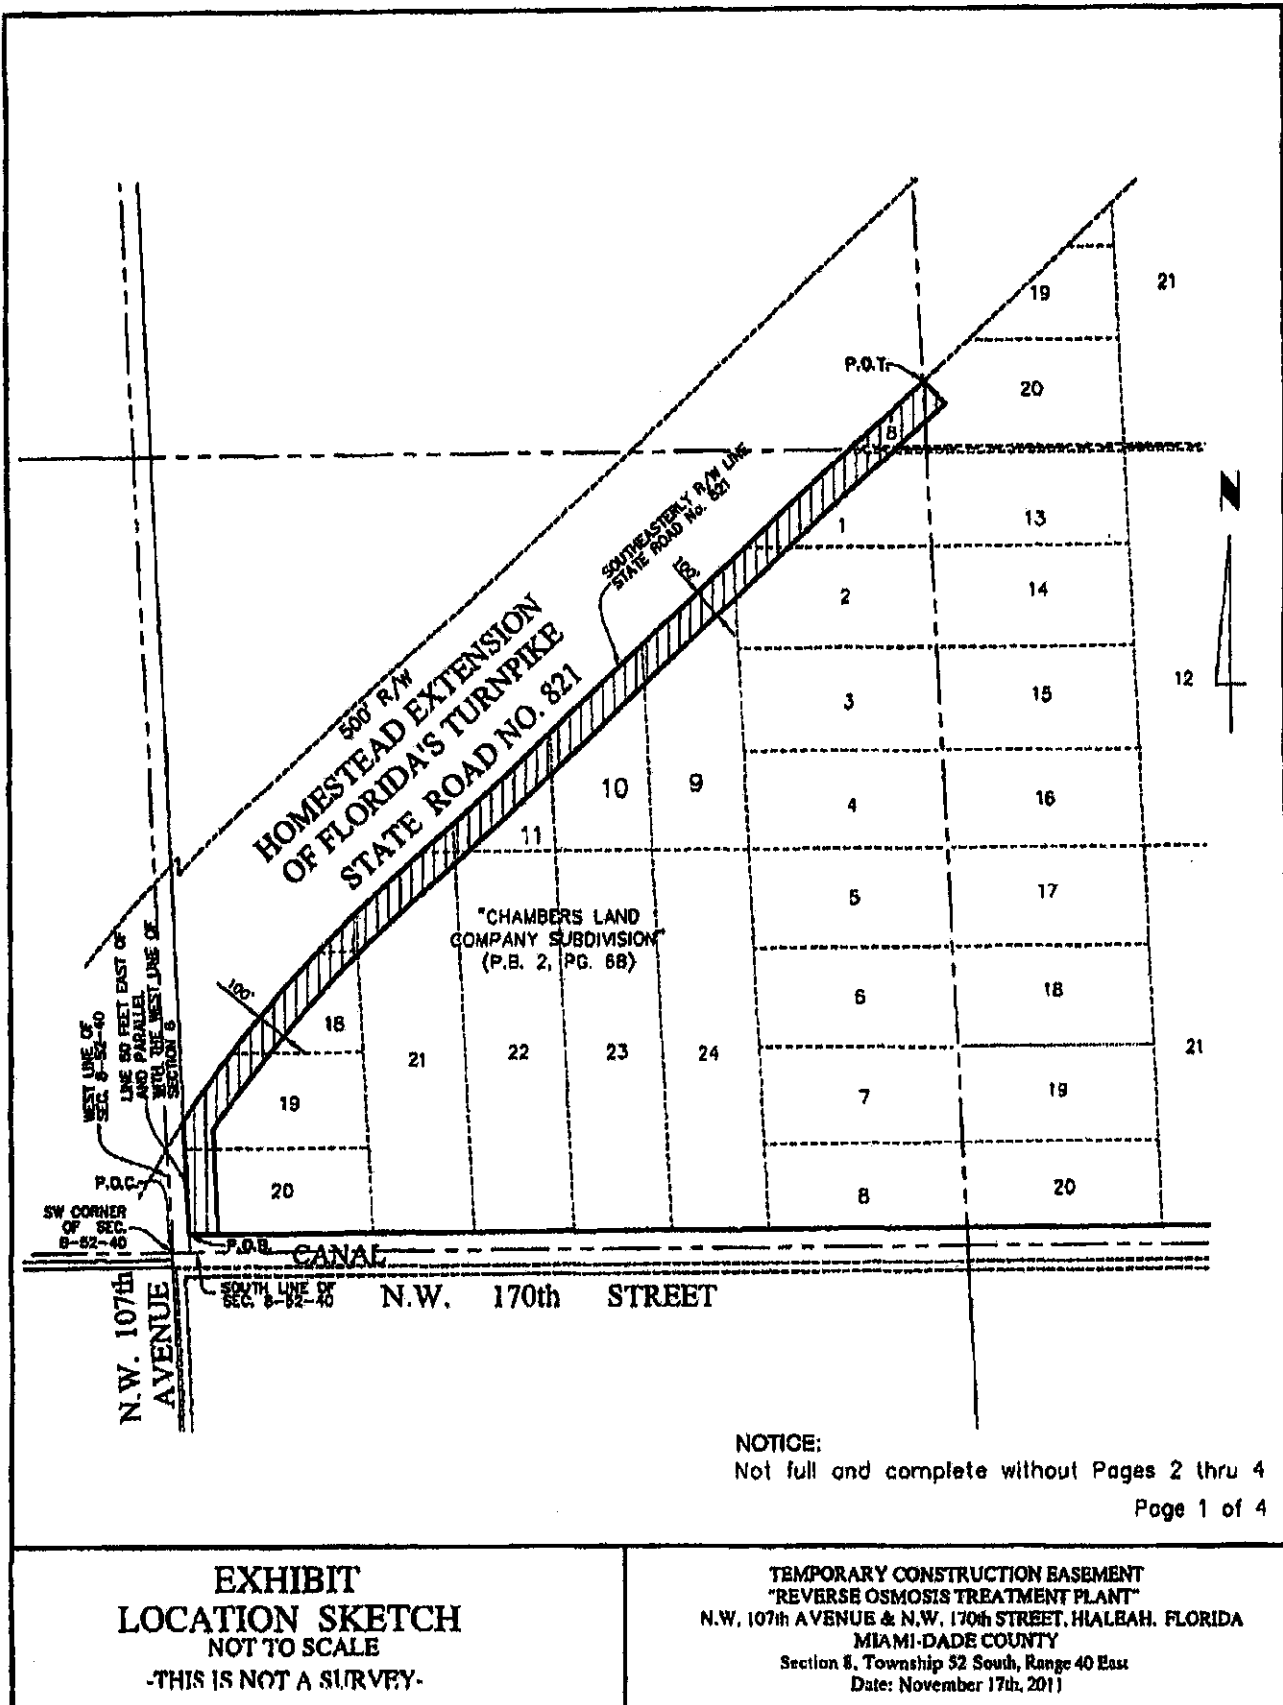 19
21
P.O.T.
20
8
SOUTHEASTERLY R/W LINE
STATE ROAD No. 821
N
1
13
100'
2
14
500' R/W
HOMESTEAD EXTENSION
OF FLORIDA'S TURNPIKE
STATE ROAD NO. 821
3
15
12
10
9
4
16
11
"CHAMBERS LAND
COMPANY SUBDIVISION"
(P.B. 2, PG. 68)
5
17
WEST LINE OF
SEC. 8-52-40
LINE 50 FEET EAST OF
AND PARALLEL
WITH THE WEST LINE OF
SECTION 8
100'
18
6
18
21
22
23
24
21
19
7
19
P.O.C.
20
8
20
SW CORNER
OF SEC.
8-52-40
P.O.B.
CANAL
SOUTH LINE OF
SEC. 8-52-40
N.W. 170th STREET
N.W. 107th
AVENUE
NOTICE:
Not full and complete without Pages 2 thru 4
Page 1 of 4
EXHIBIT
LOCATION SKETCH
NOT TO SCALE
-THIS IS NOT A SURVEY-
TEMPORARY CONSTRUCTION EASEMENT
"REVERSE OSMOSIS TREATMENT PLANT"
N.W. 107th AVENUE & N.W. 170th STREET, HIALEAH, FLORIDA
MIAMI-DADE COUNTY
Section 8, Township 52 South, Range 40 East
Date: November 17th, 2011